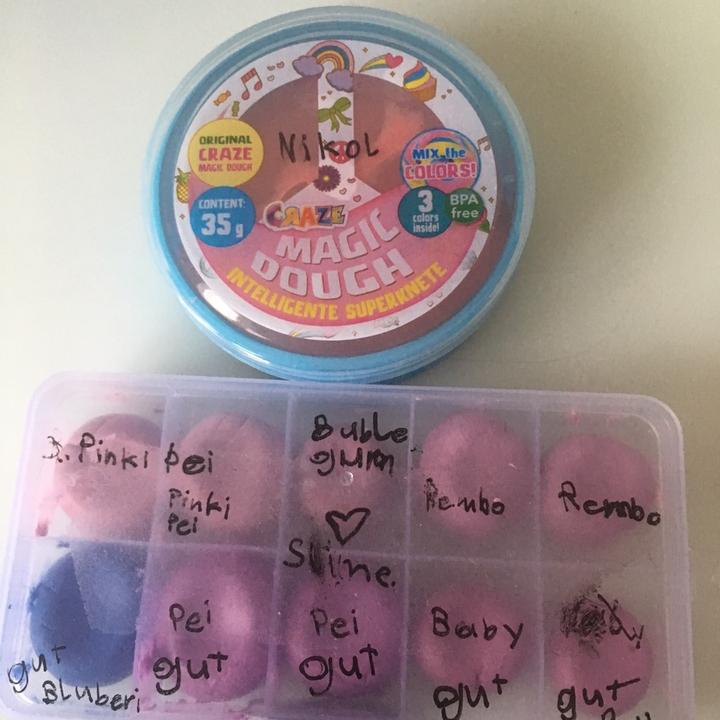 Nikol
ORIGINAL
CRAZE
MAGIC DOUGH
MIX the
COLORS!
CONTENT:
35 g
3
colors
inside!
BPA
free
CRAZE
MAGIC
DOUGH
INTELLIGENTE SUPERKNETE
Pinki pei
Pinki
Pei
Buble
gum
Rembo
Rembo
Slime.
gut
Bluberi
Pei
gut
Pei
gut
Baby
gut
gut